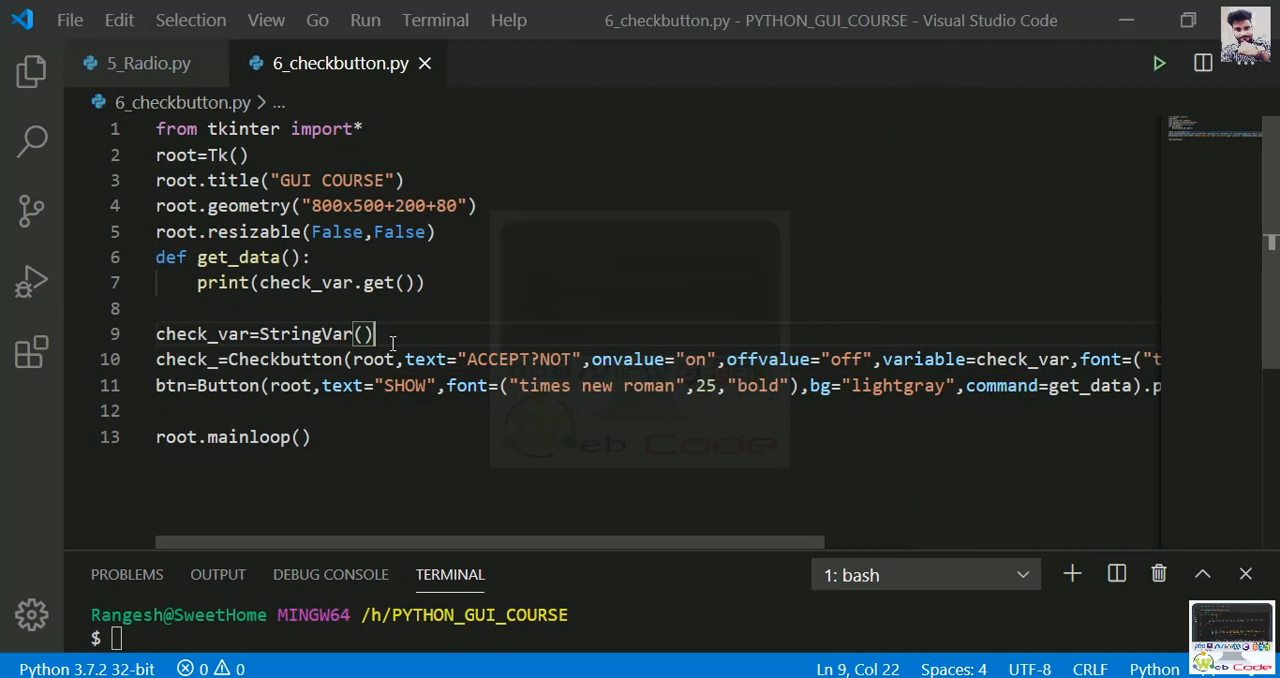 File Edit Selection View Go Run Terminal Help 6_checkbutton.py - PYTHON_GUI_COURSE - Visual Studio Code
5_Radio.py 6_checkbutton.py
6_checkbutton.py > ...
1 from tkinter import*
2 root=Tk()
3 root.title("GUI COURSE")
4 root.geometry("800x500+200+80")
5 root.resizable(False,False)
6 def get_data():
7 print(check_var.get())
8
9 check_var=StringVar()
10 check_=Checkbutton(root,text="ACCEPT?NOT",onvalue="on",offvalue="off",variable=check_var,font=("t
11 btn=Button(root,text="SHOW",font=("times new roman",25,"bold"),bg="lightgray",command=get_data).p
12
13 root.mainloop()
eb Code
PROBLEMS OUTPUT DEBUG CONSOLE TERMINAL 1: bash
Rangesh@SweetHome MINGW64 /h/PYTHON_GUI_COURSE
$
Python 3.7.2 32-bit 0 0 Ln 9, Col 22 Spaces: 4 UTF-8 CRLF Python
eb Code